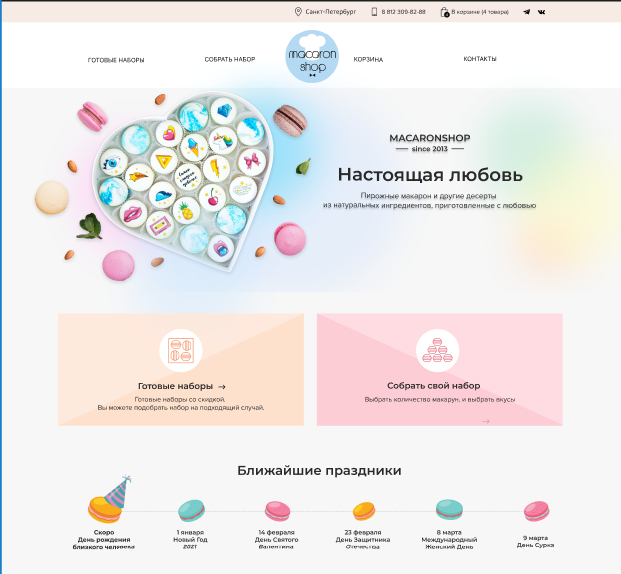 Санкт-Петербург
8 812 309-82-88
В корзине (4 товара)
ГОТОВЫЕ НАБОРЫ
СОБРАТЬ НАБОР
macaron
shop
КОРЗИНА
КОНТАКТЫ
MACARONSHOP
since 2013
Настоящая любовь
Пирожные макарон и другие десерты
из натуральных ингредиентов, приготовленные с любовью
Готовые наборы →
Готовые наборы со скидкой.
Вы можете подобрать набор на подходящий случай.
Собрать свой набор
Выбрать количество макарун, и выбрать вкусы
→
Ближайшие праздники
Скоро
День рождения
близкого человека
1 января
Новый Год
2021
14 февраля
День Святого
Валентина
23 февраля
День Защитника
Отечества
8 марта
Международный
Женский День
9 марта
День Сурка